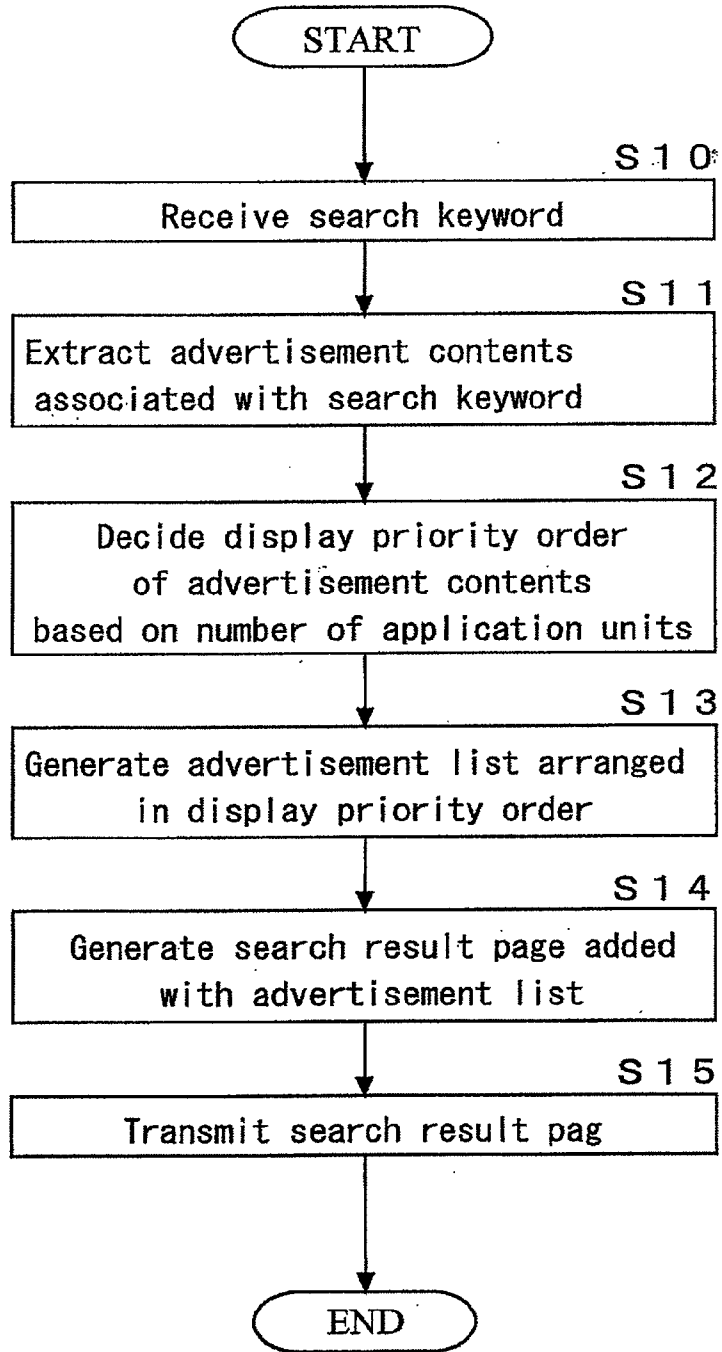 START
S10
Receive search keyword
S11
Extract advertisement contents
associated with search keyword
S12
Decide display priority order
of advertisement contents
based on number of application units
S13
Generate advertisement list arranged
in display priority order
S14
Generate search result page added
with advertisement list
S15
Transmit search result pag
END